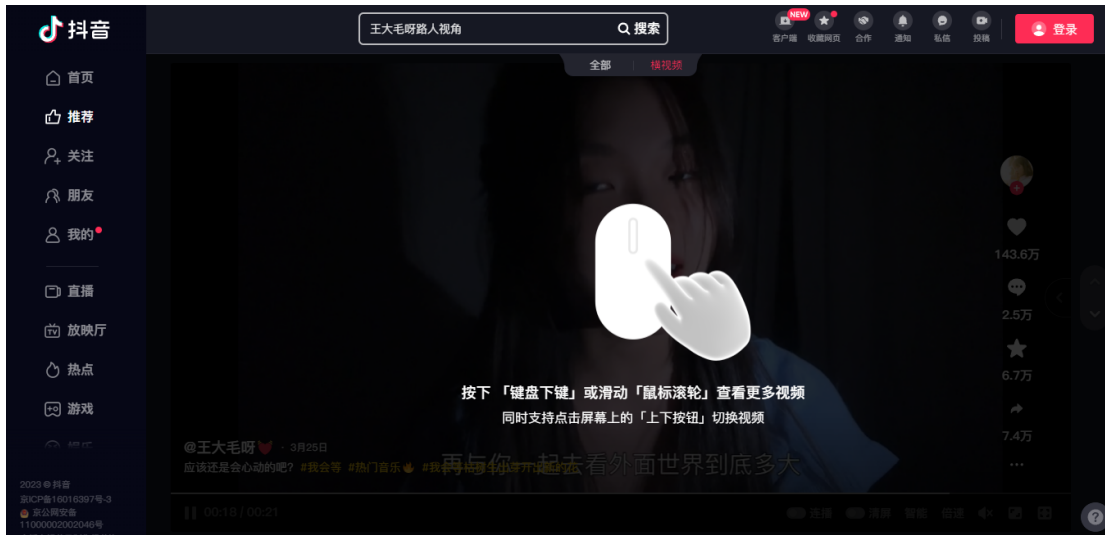 抖音
王大毛呀路人视角
搜索
NEW
客户端 收藏网页 合作 通知 私信 投稿
登录
全部
横视频
首页
推荐
关注
朋友
我的
直播
放映厅
热点
游戏
娱乐
2023 © 抖音
京ICP备16016397号-3
京公网安备
11000002002046号
143.6万
2.5万
6.7万
7.4万
按下 「键盘下键」或滑动「鼠标滚轮」查看更多视频
同时支持点击屏幕上的「上下按钮」切换视频
@王大毛呀 · 3月25日
应该还是会心动的吧? #我会等 #热门音乐
再与你一起去看外面世界到底多大
00:18 / 00:21
连播 清屏 智能 倍速